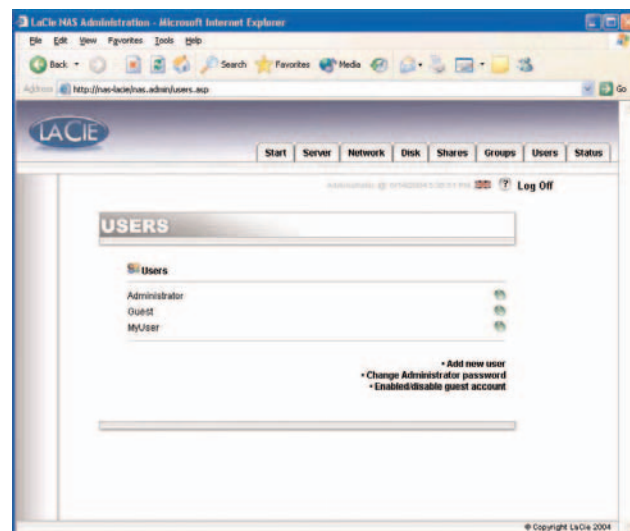 LaCie NAS Administration - Microsoft Internet Explorer
File Edit View Favorites Tools Help
Back Search Favorites Media
Address http://nas-lacie/nas.admin/users.asp Go
LACIE
Start Server Network Disk Shares Groups Users Status
? Log Off
USERS
Users
Administrator
Guest
MyUser
• Add new user
• Change Administrator password
• Enabled/disable guest account
© Copyright LaCie 2004